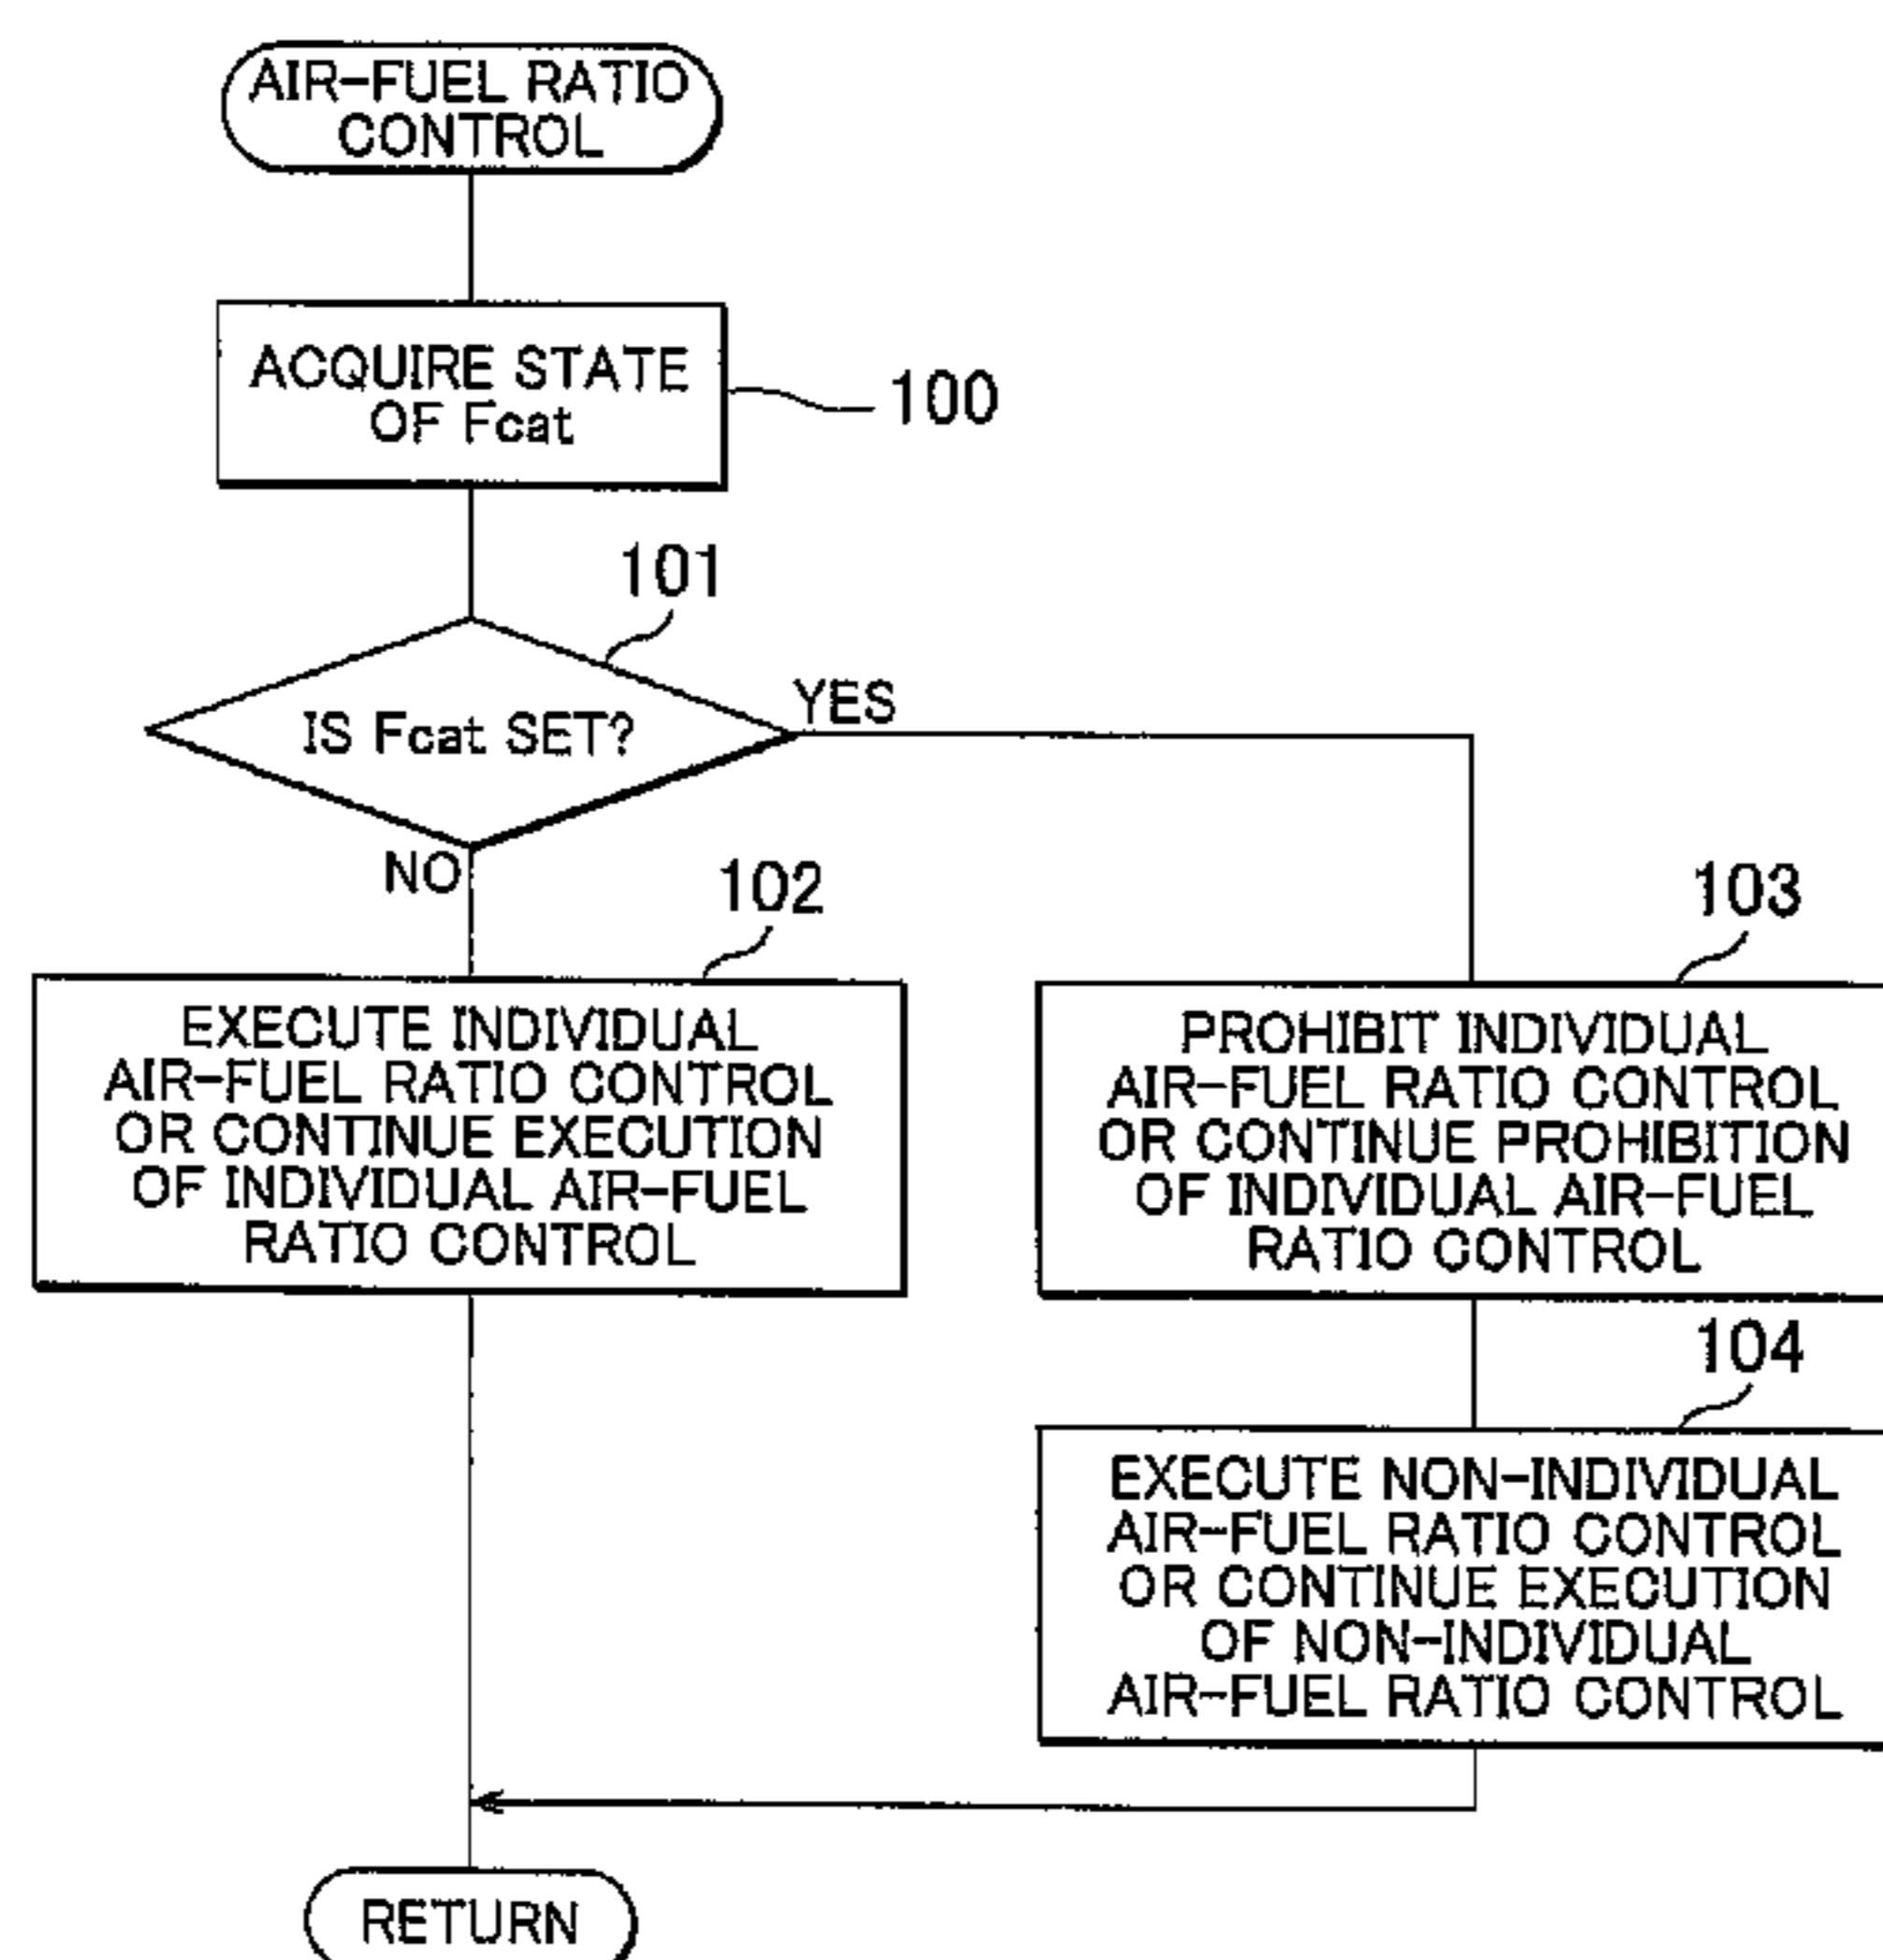 AIR-FUEL RATIO
CONTROL
ACQUIRE STATE
OF Fcat
100
101
IS Fcat SET?
YES
NO
102
EXECUTE INDIVIDUAL
AIR-FUEL RATIO CONTROL
OR CONTINUE EXECUTION
OF INDIVIDUAL AIR-FUEL
RATIO CONTROL
103
PROHIBIT INDIVIDUAL
AIR-FUEL RATIO CONTROL
OR CONTINUE PROHIBITION
OF INDIVIDUAL AIR-FUEL
RATIO CONTROL
104
EXECUTE NON-INDIVIDUAL
AIR-FUEL RATIO CONTROL
OR CONTINUE EXECUTION
OF NON-INDIVIDUAL
AIR-FUEL RATIO CONTROL
RETURN